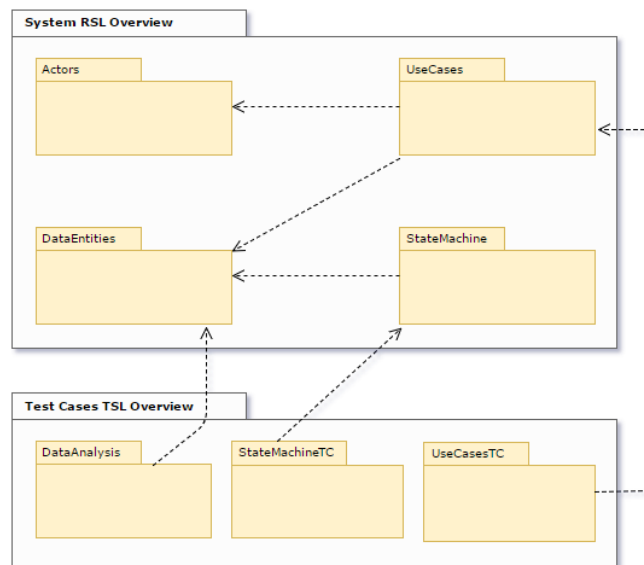 System RSL Overview
Actors
UseCases
DataEntities
StateMachine
Test Cases TSL Overview
DataAnalysis
StateMachineTC
UseCasesTC